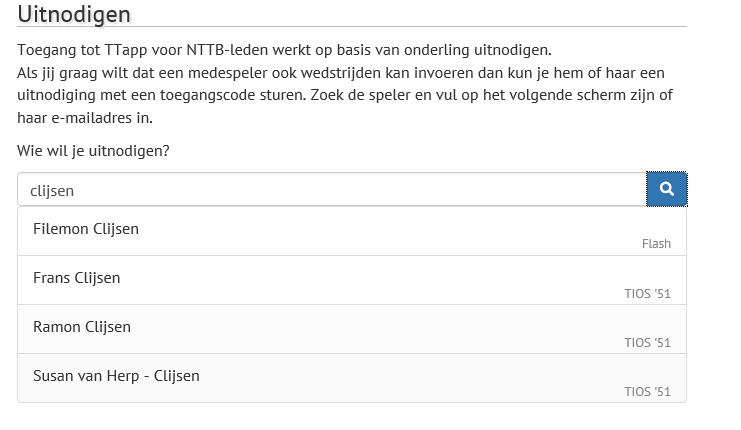 Uitnodigen
Toegang tot TTapp voor NTTB-leden werkt op basis van onderling uitnodigen.
Als jij graag wilt dat een medespeler ook wedstrijden kan invoeren dan kun je hem of haar een
uitnodiging met een toegangscode sturen. Zoek de speler en vul op het volgende scherm zijn of
haar e-mailadres in.
Wie wil je uitnodigen?
clijsen
Filemon Clijsen
Flash
Frans Clijsen
TIOS '51
Ramon Clijsen
TIOS '51
Susan van Herp - Clijsen
TIOS '51